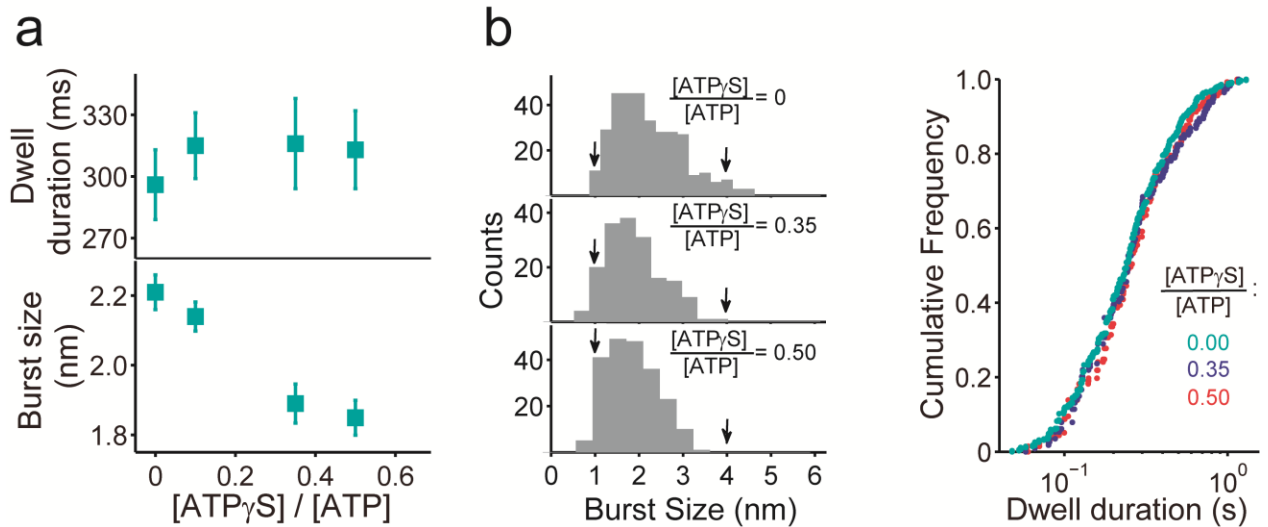 a
Dwell
duration (ms)
330
300
270
Burst size
(nm)
2.2
2.0
1.8
0
0.2
0.4
0.6
[ATPγS] / [ATP]
b
Counts
40
20
[ATPγS]
[ATP]
= 0
40
20
[ATPγS]
[ATP]
= 0.35
40
20
[ATPγS]
[ATP]
= 0.50
0
1
2
3
4
5
6
Burst Size (nm)
Cumulative Frequency
1.0
0.8
0.6
0.4
0.2
0
[ATPγS]
[ATP]
:
0.00
0.35
0.50
10⁻¹
10⁰
Dwell duration (s)